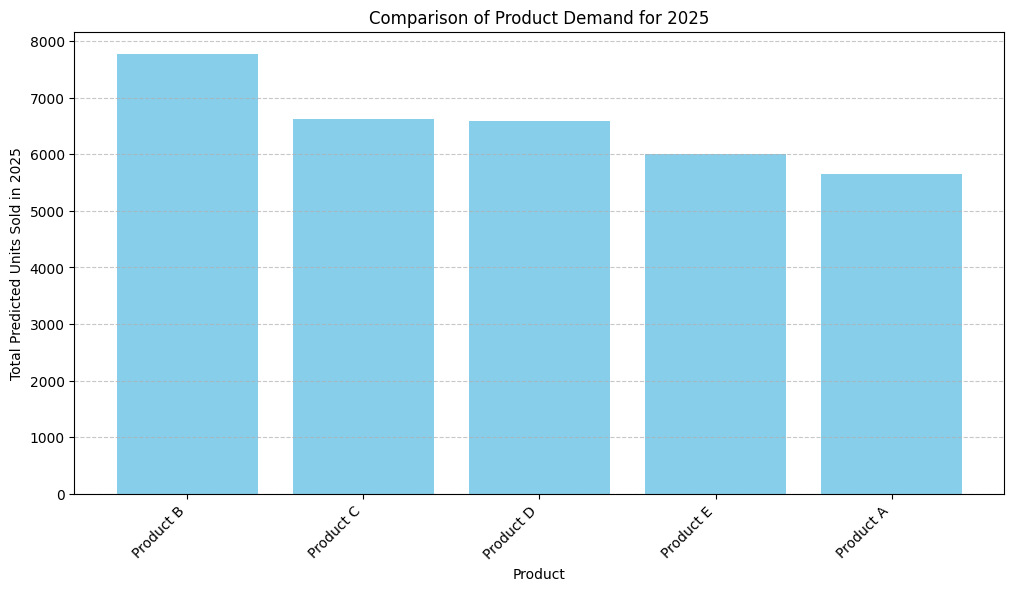 Comparison of Product Demand for 2025
Total Predicted Units Sold in 2025
8000
7000
6000
5000
4000
3000
2000
1000
0
Product B
Product C
Product D
Product E
Product A
Product